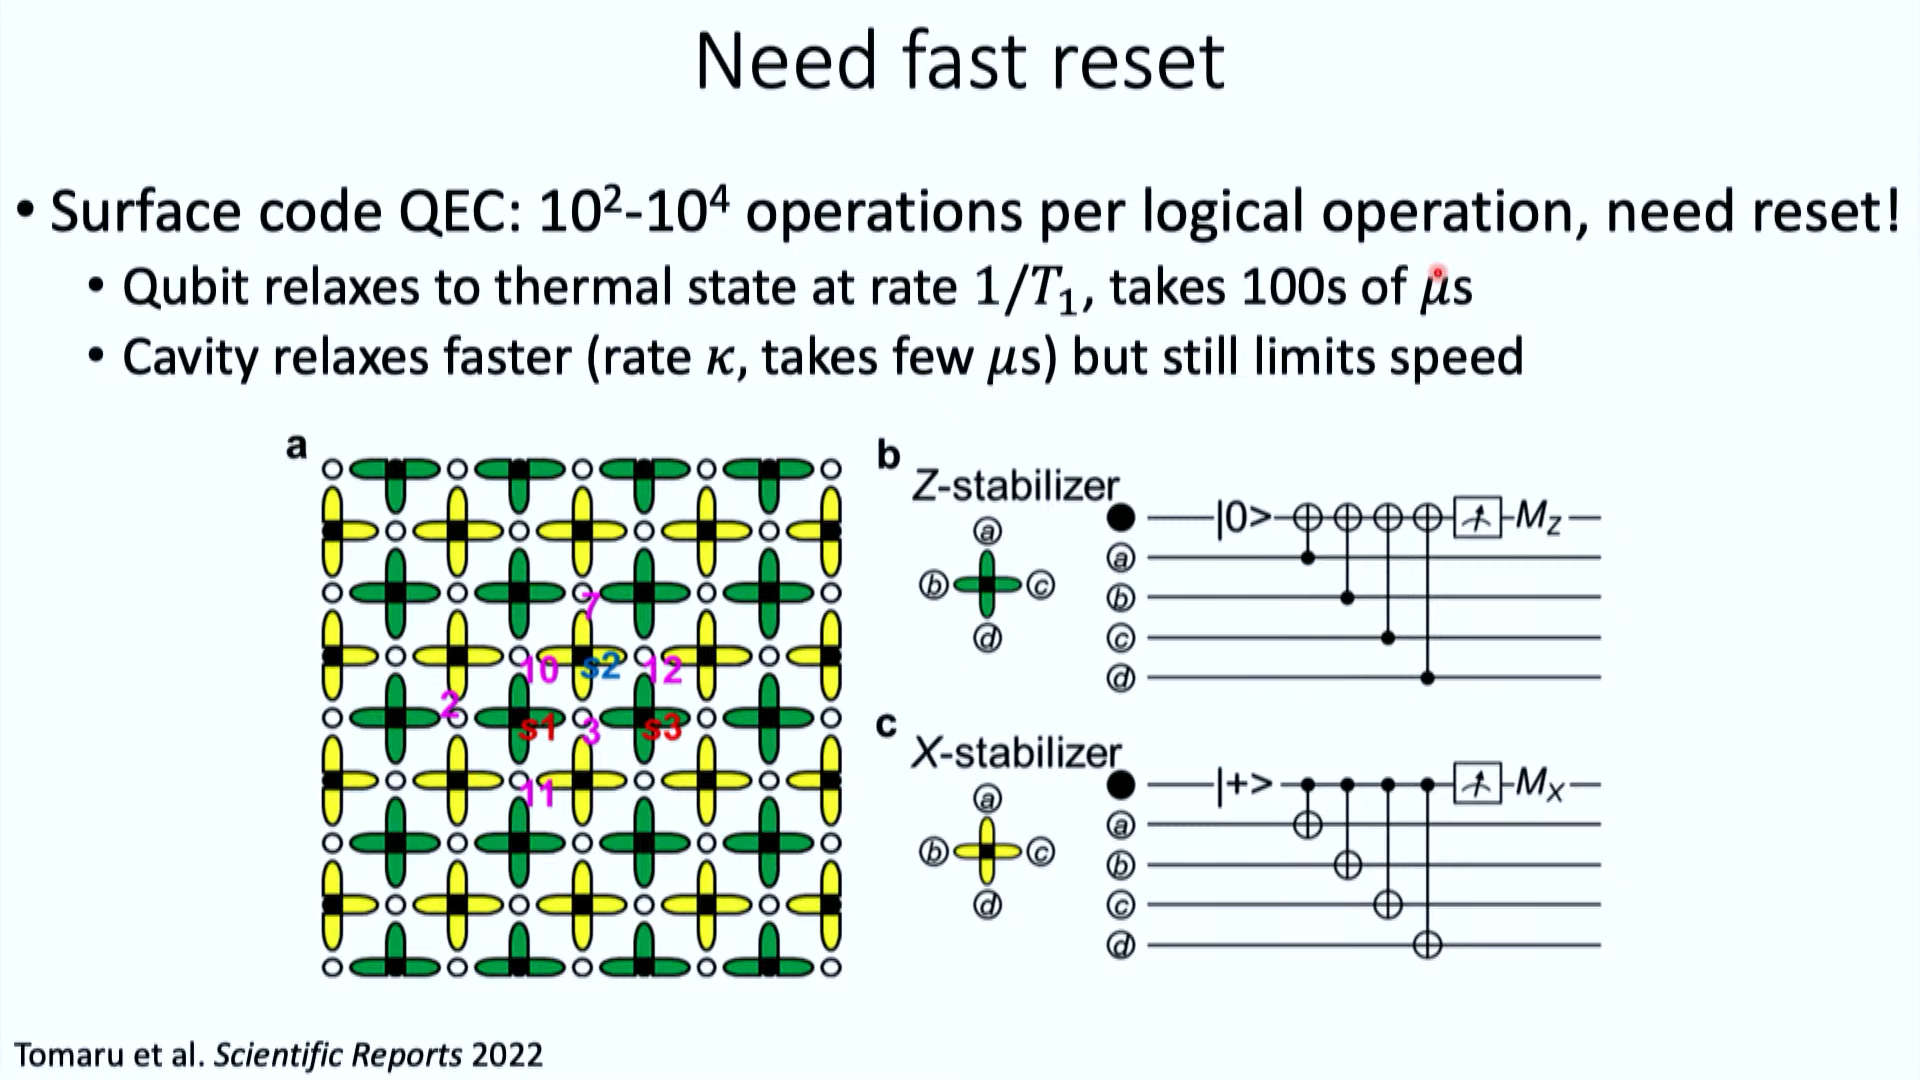 Need fast reset
• Surface code QEC: 10²-10⁴ operations per logical operation, need reset!
• Qubit relaxes to thermal state at rate 1/T₁, takes 100s of μs
• Cavity relaxes faster (rate κ, takes few μs) but still limits speed
a
7
10 s2 12
2
s1 3 s3
11
b
Z-stabilizer
a
b c
d
|0> M_Z
a
b
c
d
c
X-stabilizer
a
b c
d
|+> M_X
a
b
c
d
Tomaru et al. Scientific Reports 2022